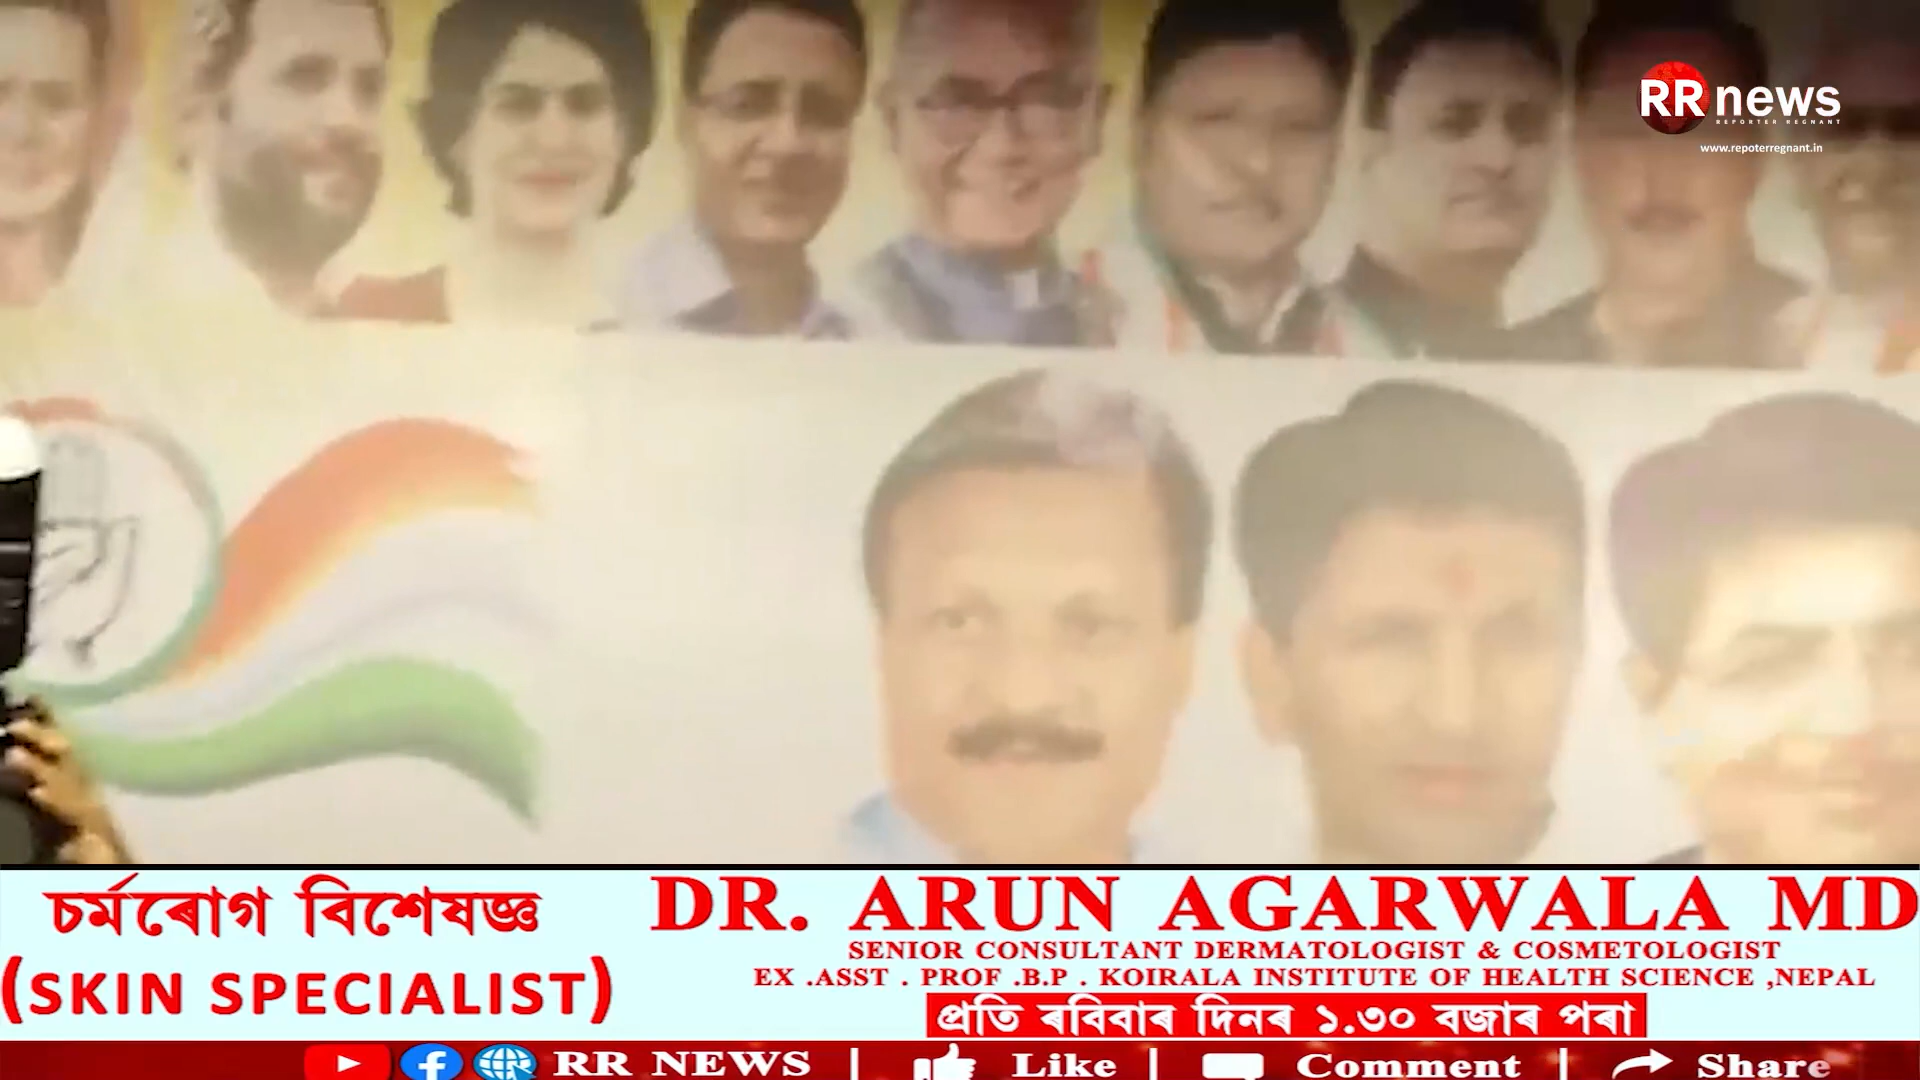 RR news
REPORTER REGNANT
www.repoterregnant.in
চৰ্মৰোগ বিশেষজ্ঞ
(SKIN SPECIALIST)
DR. ARUN AGARWALA MD
SENIOR CONSULTANT DERMATOLOGIST & COSMETOLOGIST
EX .ASST . PROF .B.P . KOIRALA INSTITUTE OF HEALTH SCIENCE ,NEPAL
প্ৰতি ৰবিবাৰ দিনৰ ১.৩০ বজাৰ পৰা
RR NEWS | Like | Comment | Share